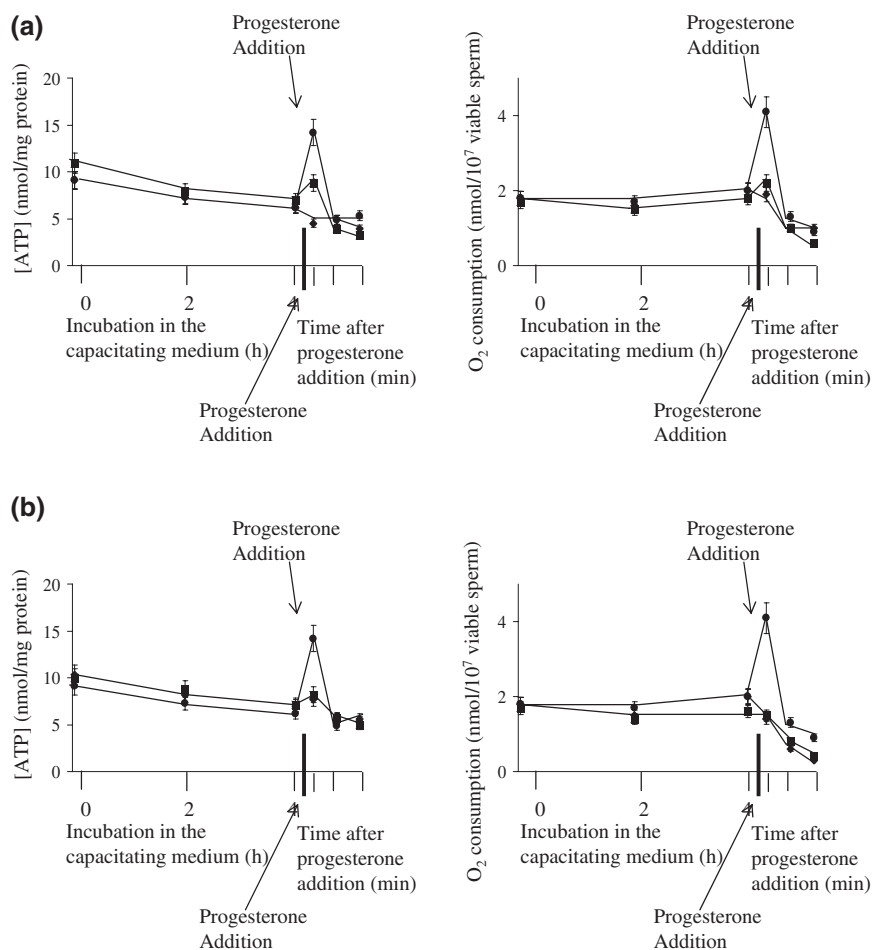 (a)
Progesterone
Addition
[ATP] (nmol/mg protein)
20
15
10
5
0
0
2
4
Incubation in the
capacitating medium (h)
Time after
progesterone
addition (min)
Progesterone
Addition
Progesterone
Addition
O2 consumption (nmol/10^7 viable sperm)
4
2
0
0
2
4
Incubation in the
capacitating medium (h)
Time after
progesterone
addition (min)
Progesterone
Addition
(b)
Progesterone
Addition
[ATP] (nmol/mg protein)
20
15
10
5
0
0
2
4
Incubation in the
capacitating medium (h)
Time after
progesterone
addition (min)
Progesterone
Addition
Progesterone
Addition
O2 consumption (nmol/10^7 viable sperm)
4
2
0
0
2
4
Incubation in the
capacitating medium (h)
Time after
progesterone
addition (min)
Progesterone
Addition